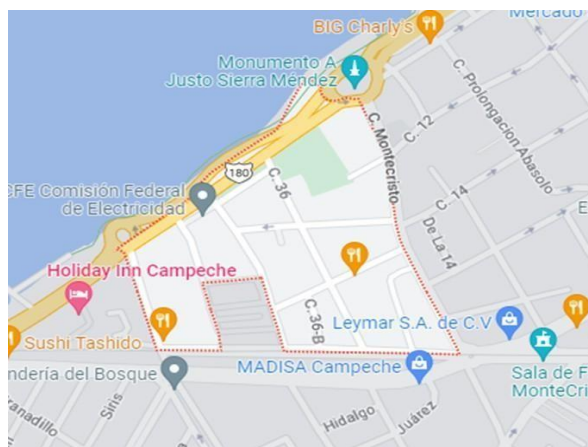 BIG Charly's
Mercado
Monumento A
Justo Sierra Méndez
C. Prolongacion Abasolo
C. Montecristo
C. 12
180
C. 36
C. 14
CFE Comisión Federal
de Electricidad
De La 14
Holiday Inn Campeche
C. 36-B
Leymar S.A. de C.V
Sushi Tashido
MADISA Campeche
Sala de F
MonteCri
ndería del Bosque
Siris
ranadillo
Hidalgo
Juárez